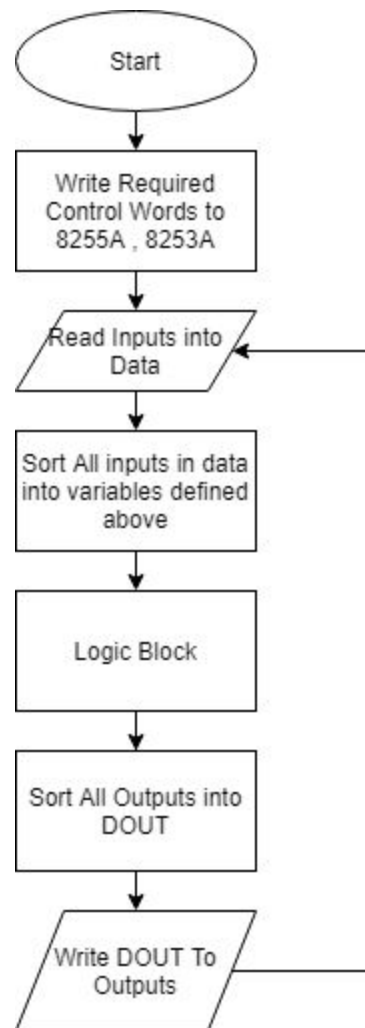 Start
Write Required
Control Words to
8255A , 8253A
Read Inputs into
Data
Sort All inputs in data
into variables defined
above
Logic Block
Sort All Outputs into
DOUT
Write DOUT To
Outputs